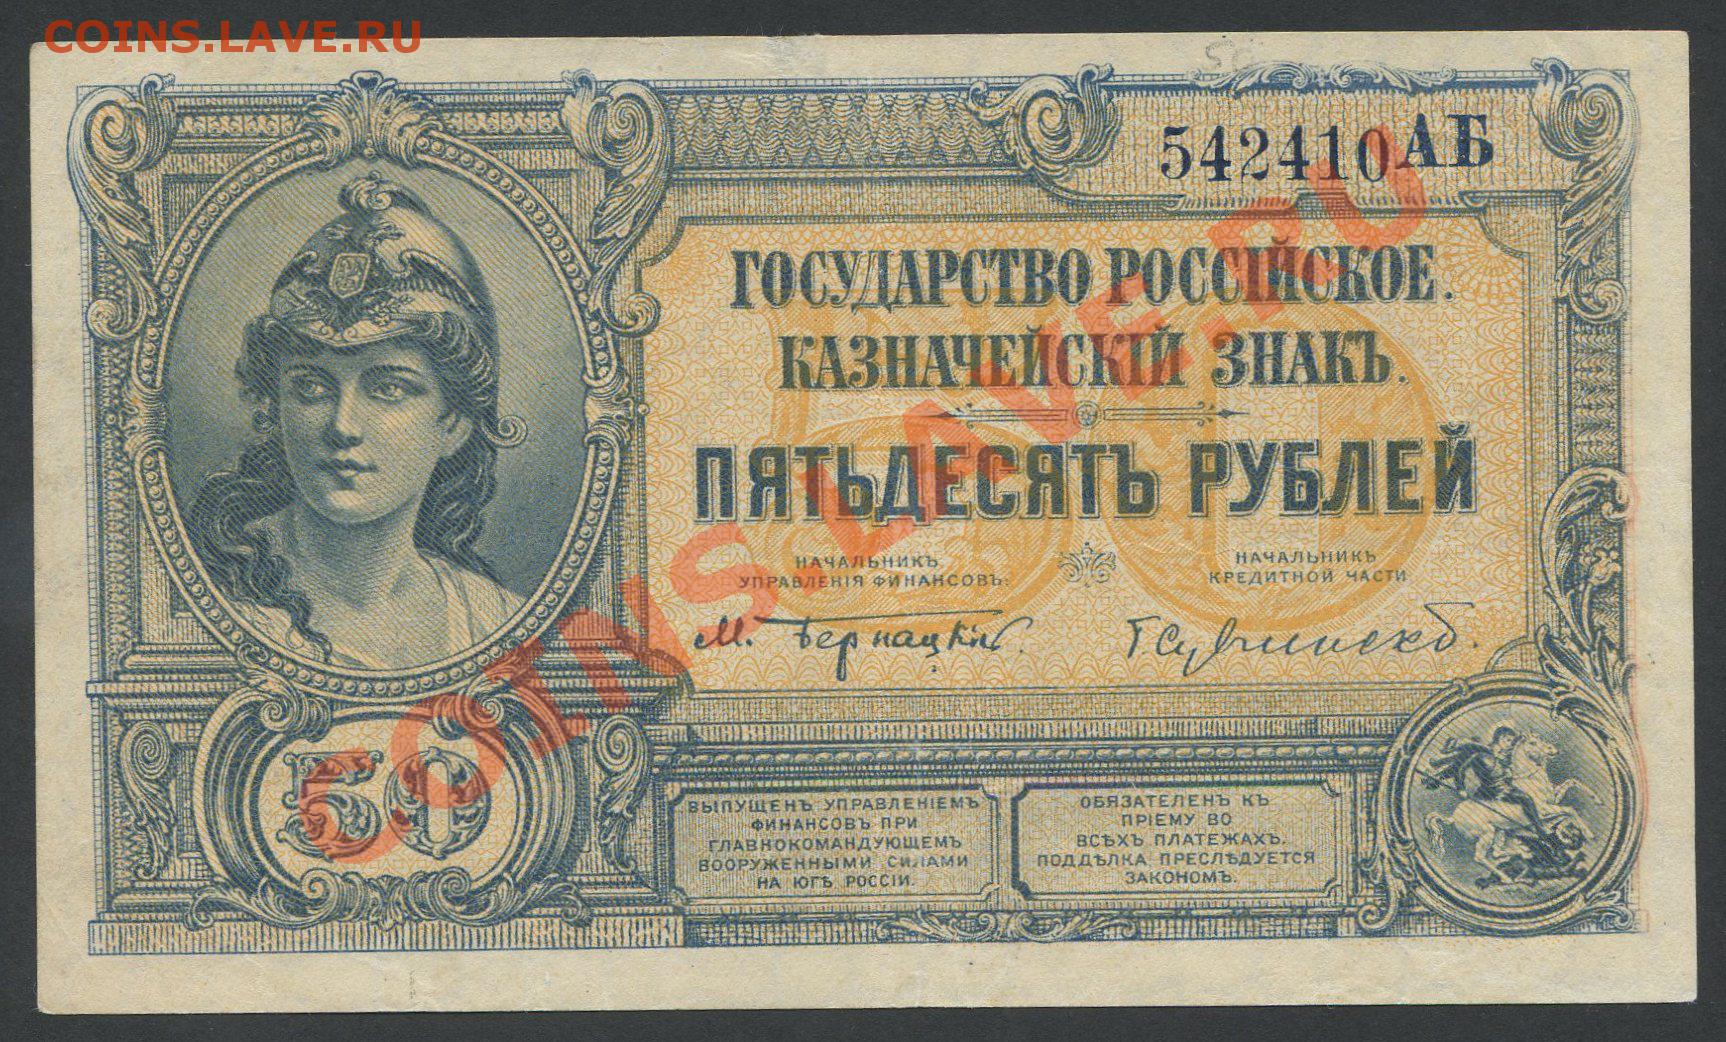 COINS.LAVE.RU
542410 АБ
ГОСУДАРСТВО РОССІЙСКОЕ.
КАЗНАЧЕЙСКІЙ ЗНАКЪ.
ПЯТЬДЕСЯТЪ РУБЛЕЙ
НАЧАЛЬНИКЪ
УПРАВЛЕНІЯ ФИНАНСОВЪ.
НАЧАЛЬНИКЪ
КРЕДИТНОЙ ЧАСТИ
М. Бернацкій.
COINS.LAVE.RU
50
ВЫПУЩЕНЪ УПРАВЛЕНІЕМЪ
ФИНАНСОВЪ ПРИ
ГЛАВНОКОМАНДУЮЩЕМЪ
ВООРУЖЕННЫМИ СИЛАМИ
НА ЮГѢ РОССІИ.
ОБЯЗАТЕЛЕНЪ КЪ
ПРІЕМУ ВО
ВСѢХЪ ПЛАТЕЖАХЪ.
ПОДДѢЛКА ПРЕСЛѢДУЕТСЯ
ЗАКОНОМЪ.